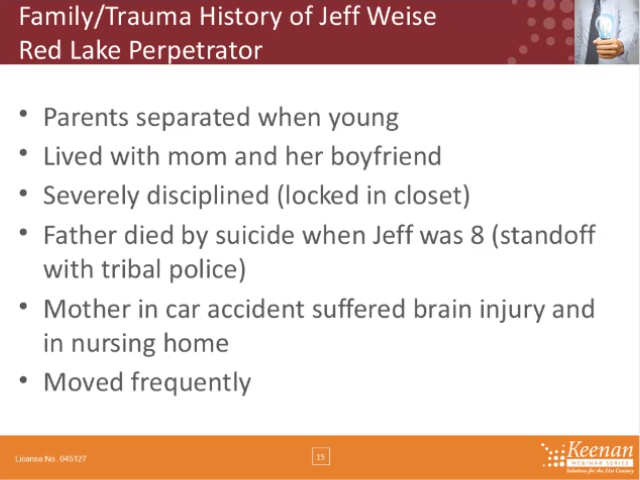 Family/Trauma History of Jeff Weise
Red Lake Perpetrator
• Parents separated when young
• Lived with mom and her boyfriend
• Severely disciplined (locked in closet)
• Father died by suicide when Jeff was 8 (standoff
with tribal police)
• Mother in car accident suffered brain injury and
in nursing home
• Moved frequently
License No. 045127
15
Keenan
WEBINAR SERIES
Solutions for the 21st Century